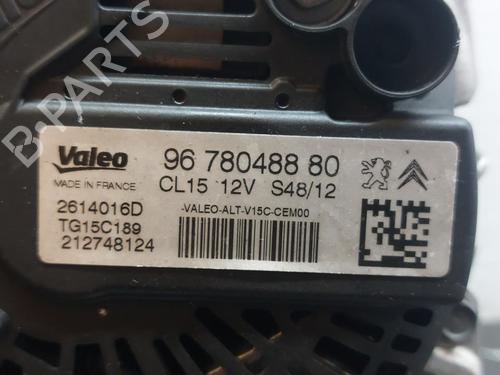 B-PARTS
Valeo
MADE IN FRANCE
96 780488 80
CL15 12V S48/12
-VALEO-ALT-V15C-CEM00
2614016D
TG15C189
212748124